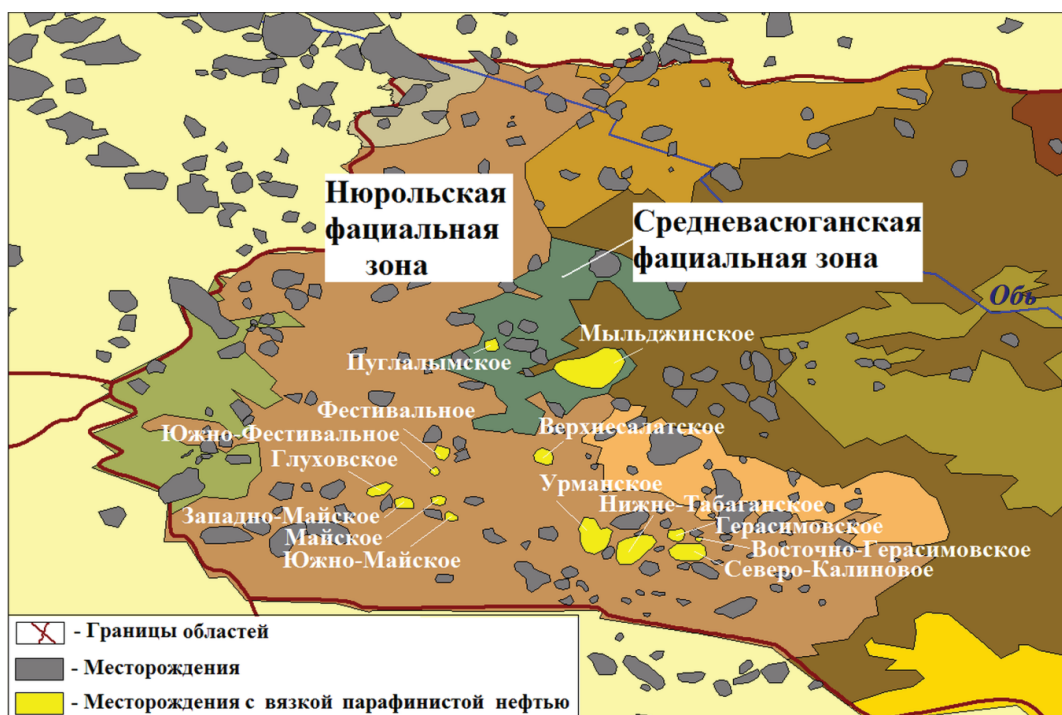 Нюрольская
фациальная
зона
Средневасюганская
фациальная зона
Обь
Мыльджинское
Пуглалымское
Фестивальное
Южно-Фестивальное
Верхнесалатское
Глуховское
Урманское
Нижне-Табаганское
Западно-Майское
Герасимовское
Майское
Восточно-Герасимовское
Южно-Майское
Северо-Калиновое
- Границы областей
- Месторождения
- Месторождения с вязкой парафинистой нефтью